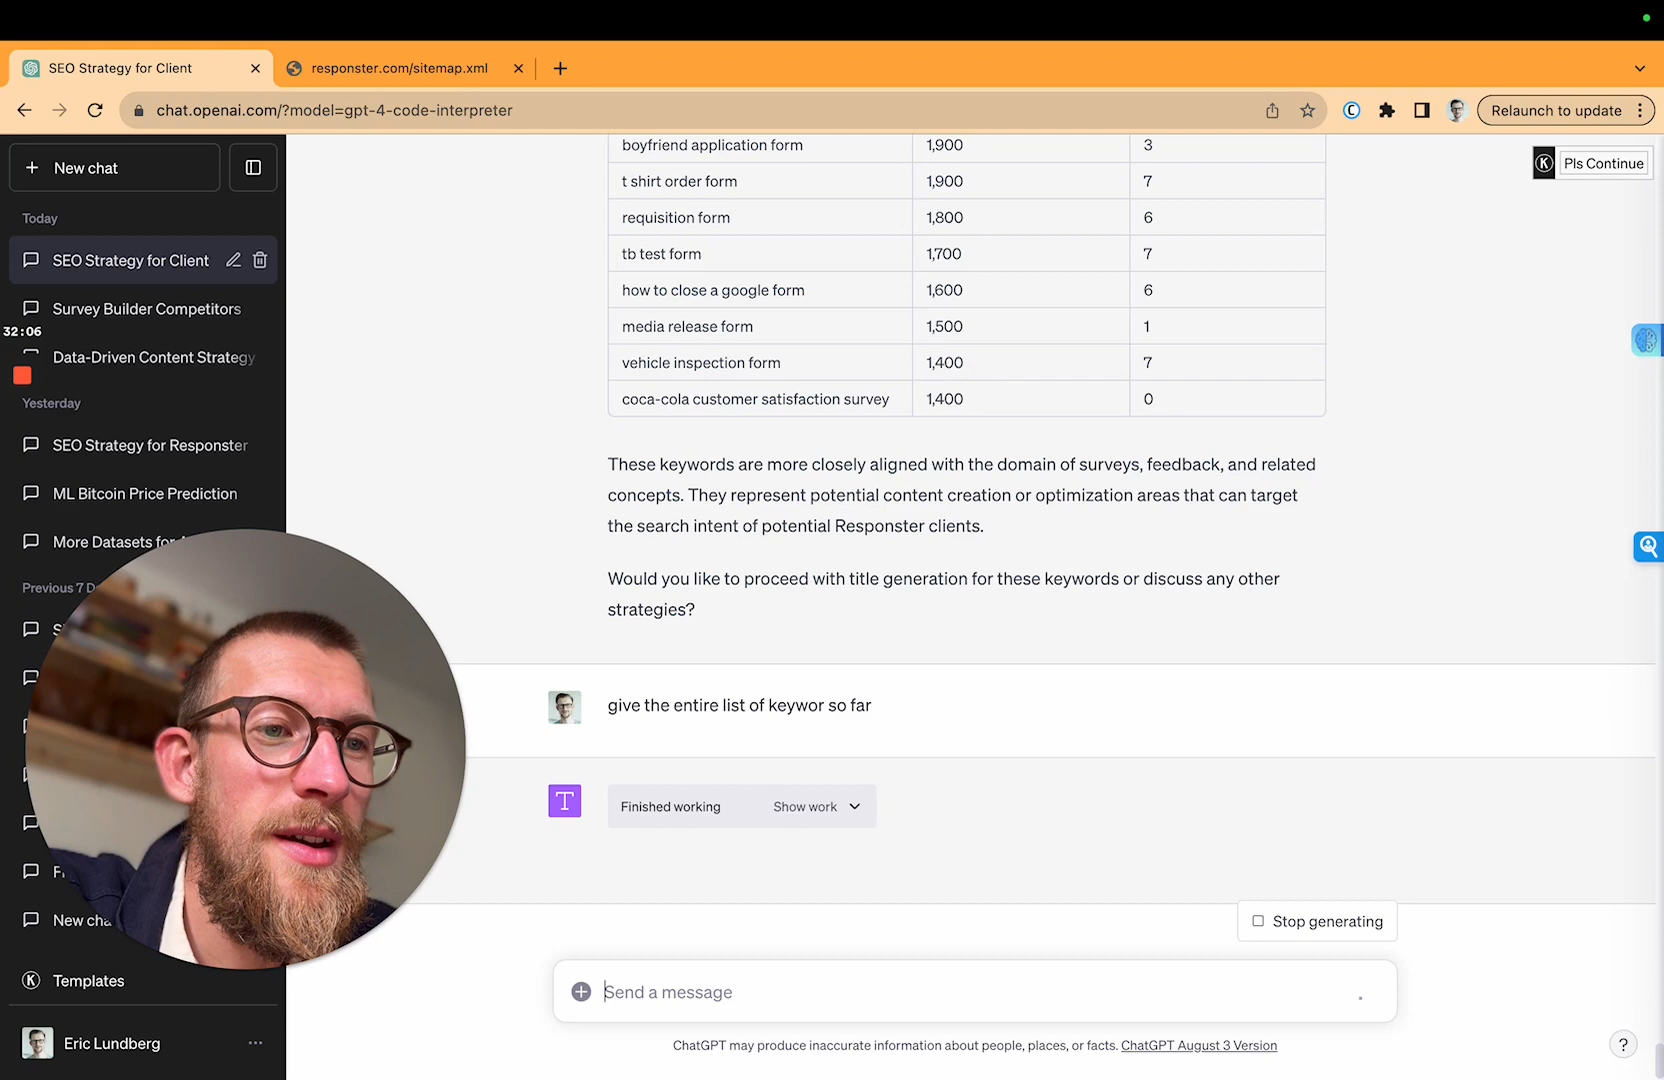 SEO Strategy for Client
responster.com/sitemap.xml
chat.openai.com/?model=gpt-4-code-interpreter
Relaunch to update
New chat
Today
SEO Strategy for Client
Survey Builder Competitors
32:06
Data-Driven Content Strategy
Yesterday
SEO Strategy for Responster
ML Bitcoin Price Prediction
More Datasets for
Previous 7 D
S
F
New cha
K Templates
Eric Lundberg
boyfriend application form 1,900 3
t shirt order form 1,900 7
requisition form 1,800 6
tb test form 1,700 7
how to close a google form 1,600 6
media release form 1,500 1
vehicle inspection form 1,400 7
coca-cola customer satisfaction survey 1,400 0
K Pls Continue
These keywords are more closely aligned with the domain of surveys, feedback, and related
concepts. They represent potential content creation or optimization areas that can target
the search intent of potential Responster clients.
Would you like to proceed with title generation for these keywords or discuss any other
strategies?
give the entire list of keywor so far
T
Finished working Show work
Stop generating
Send a message
ChatGPT may produce inaccurate information about people, places, or facts. ChatGPT August 3 Version
?